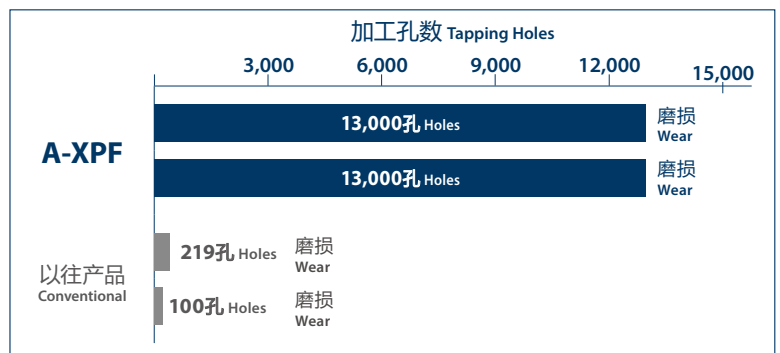 加工孔数 Tapping Holes
3,000 6,000 9,000 12,000 15,000
A-XPF
13,000孔 Holes
磨损
Wear
13,000孔 Holes
磨损
Wear
以往产品
Conventional
219孔 Holes
磨损
Wear
100孔 Holes
磨损
Wear